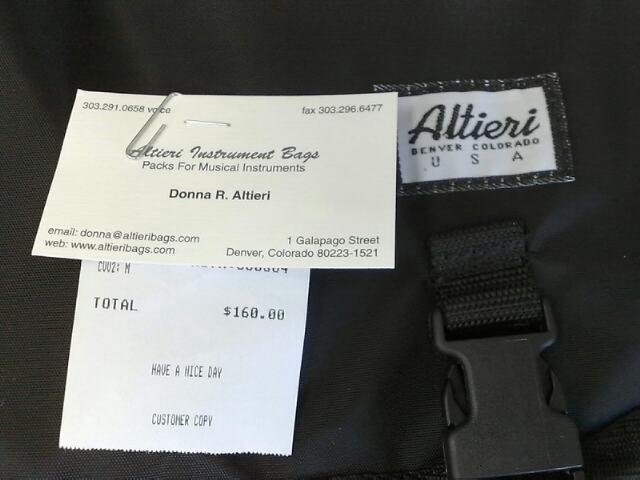 303.291.0658 voice
fax 303.296.6477
Altieri Instrument Bags
Packs For Musical Instruments
Donna R. Altieri
email: donna@altieribags.com
web: www.altieribags.com
1 Galapago Street
Denver, Colorado 80223-1521
Altieri
DENVER COLORADO
U S A
CVV2: M
TOTAL $160.00
HAVE A NICE DAY
CUSTOMER COPY